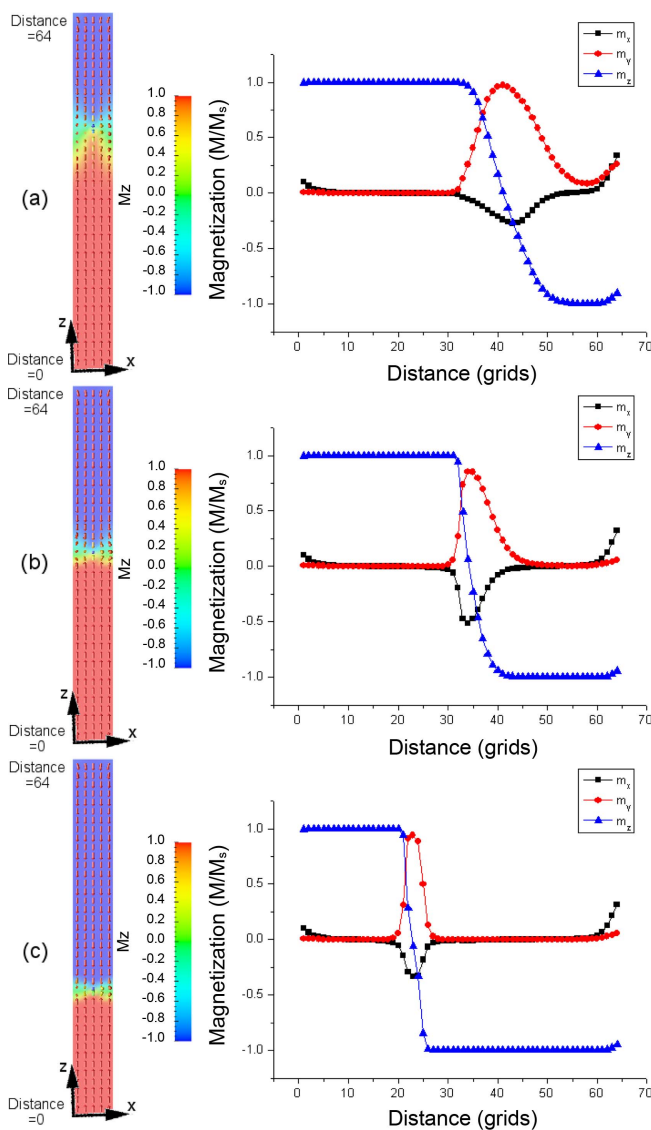 Distance
=64
(a)
z
Distance
=0
x
1.0
0.8
0.6
0.4
0.2
0.0
-0.2
-0.4
-0.6
-0.8
-1.0
Mz
Magnetization (M/Ms)
1.0
0.5
0.0
-0.5
-1.0
mx
my
mz
0 10 20 30 40 50 60 70
Distance (grids)
Distance
=64
(b)
z
Distance
=0
x
1.0
0.8
0.6
0.4
0.2
0.0
-0.2
-0.4
-0.6
-0.8
-1.0
Mz
Magnetization (M/Ms)
1.0
0.5
0.0
-0.5
-1.0
mx
my
mz
0 10 20 30 40 50 60 70
Distance (grids)
Distance
=64
(c)
z
Distance
=0
x
1.0
0.8
0.6
0.4
0.2
0.0
-0.2
-0.4
-0.6
-0.8
-1.0
Mz
Magnetization (M/Ms)
1.0
0.5
0.0
-0.5
-1.0
mx
my
mz
0 10 20 30 40 50 60 70
Distance (grids)